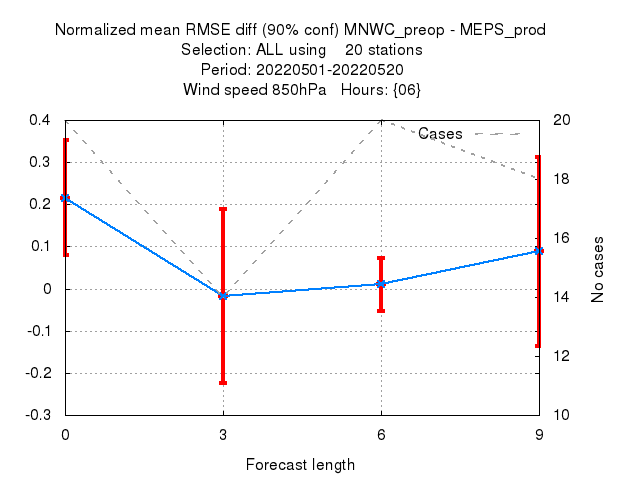 Normalized mean RMSE diff (90% conf) MNWC_preop - MEPS_prod
Selection: ALL using 20 stations
Period: 20220501-20220520
Wind speed 850hPa Hours: {06}
Cases
0.4
0.3
0.2
0.1
0
-0.1
-0.2
-0.3
20
18
16
14
12
10
No cases
0 3 6 9
Forecast length